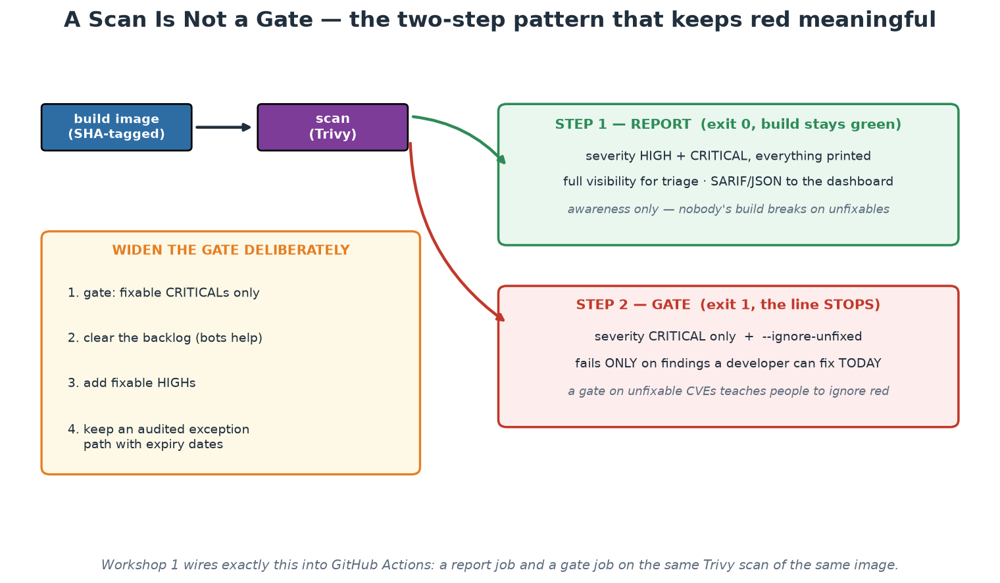 A Scan Is Not a Gate — the two-step pattern that keeps red meaningful
build image
(SHA-tagged)
scan
(Trivy)
STEP 1 — REPORT  (exit 0, build stays green)
severity HIGH + CRITICAL, everything printed
full visibility for triage · SARIF/JSON to the dashboard
awareness only — nobody's build breaks on unfixables
WIDEN THE GATE DELIBERATELY
1. gate: fixable CRITICALs only
2. clear the backlog (bots help)
3. add fixable HIGHs
4. keep an audited exception
path with expiry dates
STEP 2 — GATE  (exit 1, the line STOPS)
severity CRITICAL only  +  --ignore-unfixed
fails ONLY on findings a developer can fix TODAY
a gate on unfixable CVEs teaches people to ignore red
Workshop 1 wires exactly this into GitHub Actions: a report job and a gate job on the same Trivy scan of the same image.